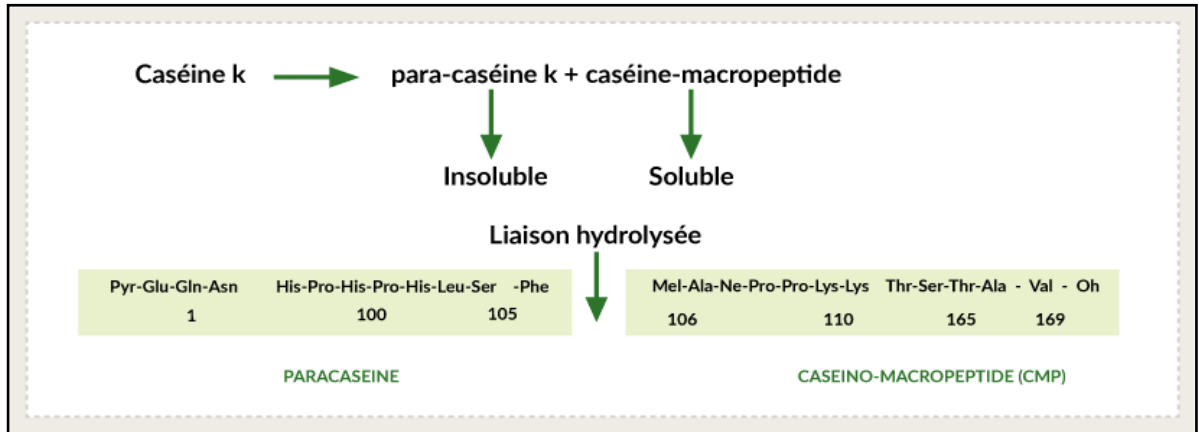 Caséine k para-caséine k + caséine-macropeptide
Insoluble Soluble
Liaison hydrolysée
Pyr-Glu-Gln-Asn His-Pro-His-Pro-His-Leu-Ser -Phe Mel-Ala-Ne-Pro-Pro-Lys-Lys Thr-Ser-Thr-Ala - Val - Oh
1 100 105 106 110 165 169
PARACASEINE CASEINO-MACROPEPTIDE (CMP)